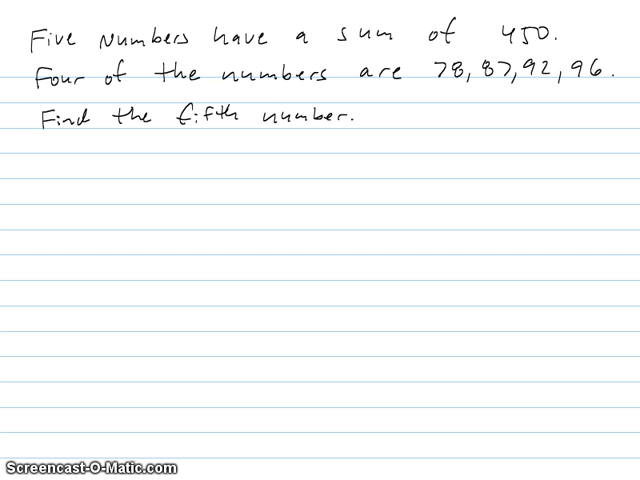 Five numbers have a sum of 450.
Four of the numbers are 78, 87, 92, 96.
Find the fifth number.
Screencast-O-Matic.com